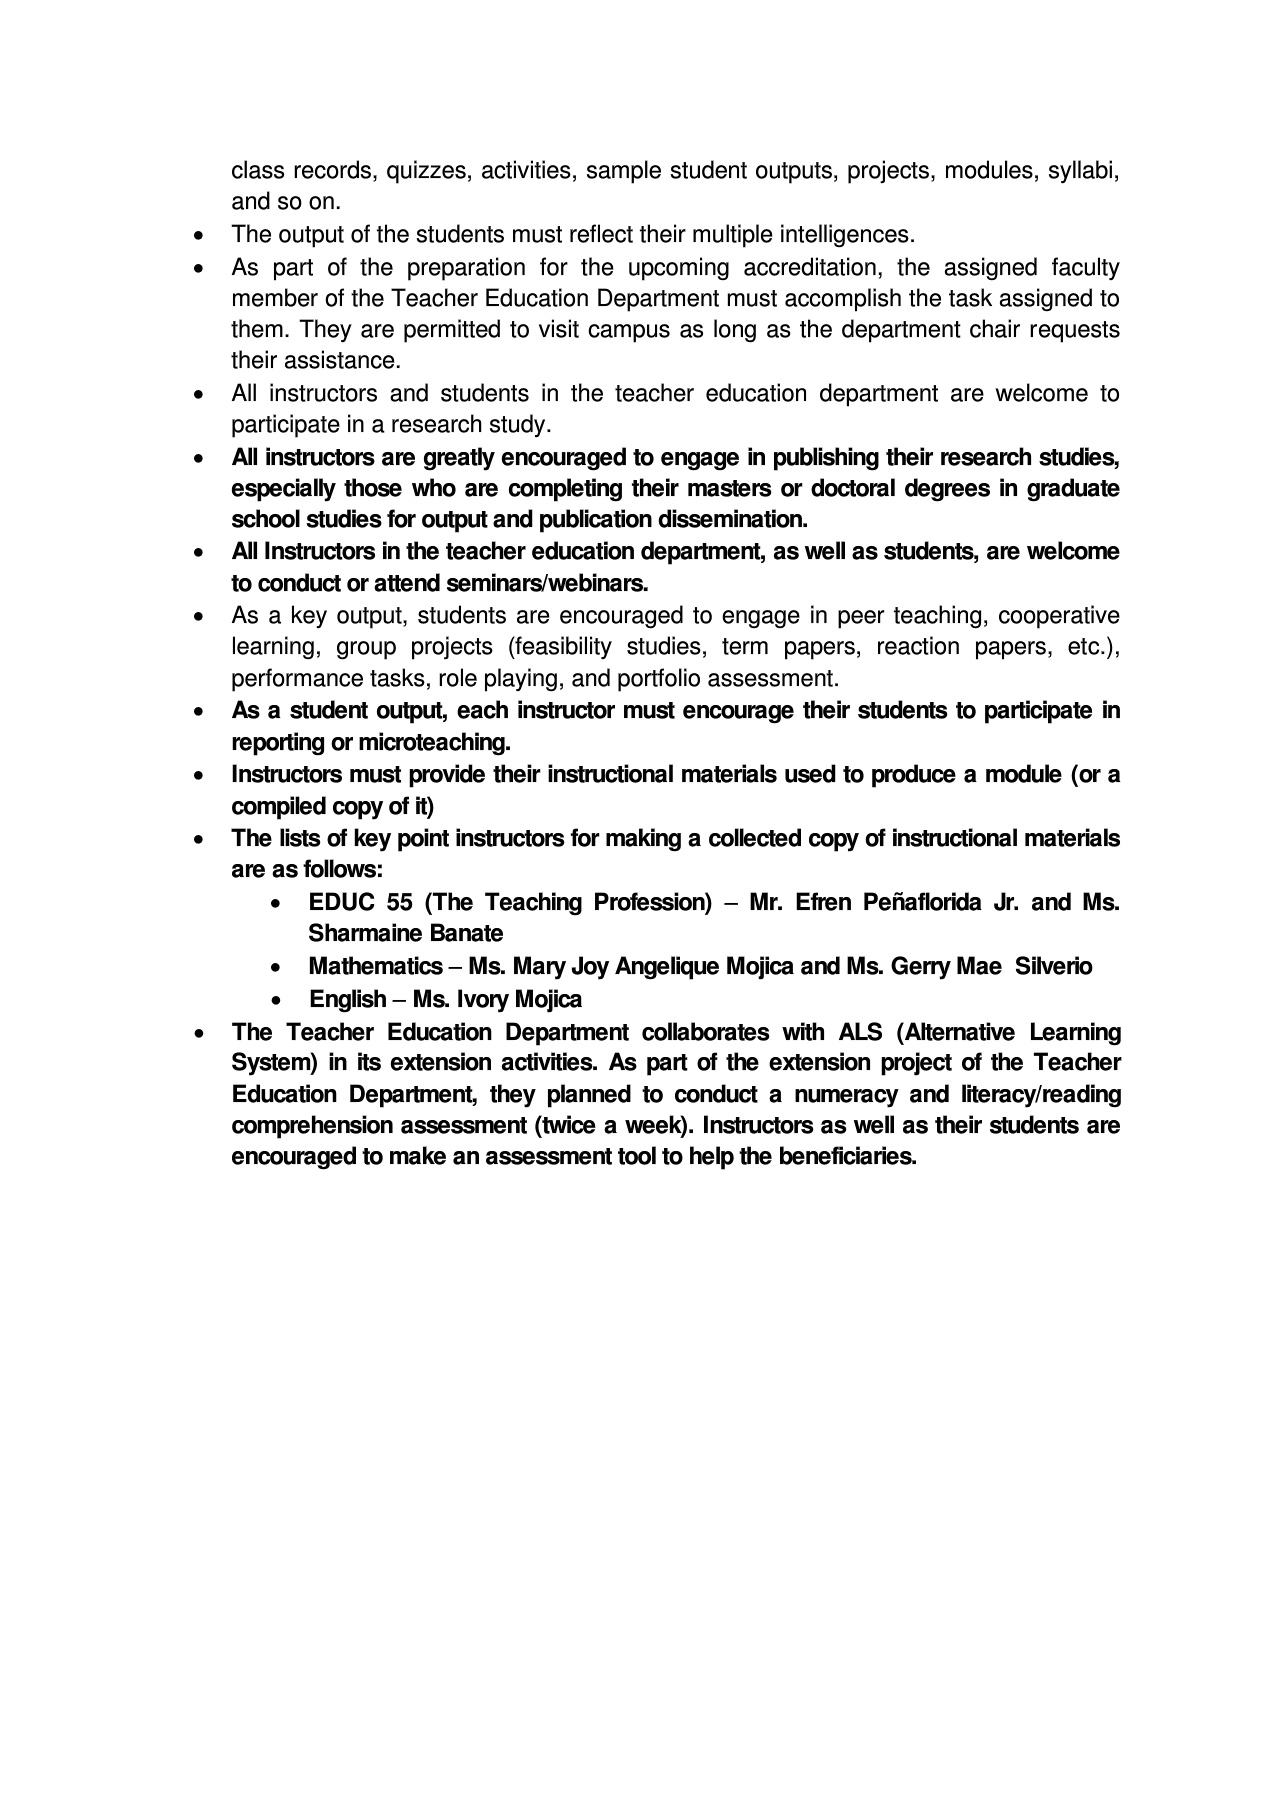 class records, quizzes, activities, sample student outputs, projects, modules, syllabi,
and so on.
• The output of the students must reflect their multiple intelligences.
• As part of the preparation for the upcoming accreditation, the assigned faculty
member of the Teacher Education Department must accomplish the task assigned to
them. They are permitted to visit campus as long as the department chair requests
their assistance.
• All instructors and students in the teacher education department are welcome to
participate in a research study.
• All instructors are greatly encouraged to engage in publishing their research studies,
especially those who are completing their masters or doctoral degrees in graduate
school studies for output and publication dissemination.
• All Instructors in the teacher education department, as well as students, are welcome
to conduct or attend seminars/webinars.
• As a key output, students are encouraged to engage in peer teaching, cooperative
learning, group projects (feasibility studies, term papers, reaction papers, etc.),
performance tasks, role playing, and portfolio assessment.
• As a student output, each instructor must encourage their students to participate in
reporting or microteaching.
• Instructors must provide their instructional materials used to produce a module (or a
compiled copy of it)
• The lists of key point instructors for making a collected copy of instructional materials
are as follows:
• EDUC 55 (The Teaching Profession) – Mr. Efren Peñaflorida Jr. and Ms.
Sharmaine Banate
• Mathematics – Ms. Mary Joy Angelique Mojica and Ms. Gerry Mae Silverio
• English – Ms. Ivory Mojica
• The Teacher Education Department collaborates with ALS (Alternative Learning
System) in its extension activities. As part of the extension project of the Teacher
Education Department, they planned to conduct a numeracy and literacy/reading
comprehension assessment (twice a week). Instructors as well as their students are
encouraged to make an assessment tool to help the beneficiaries.